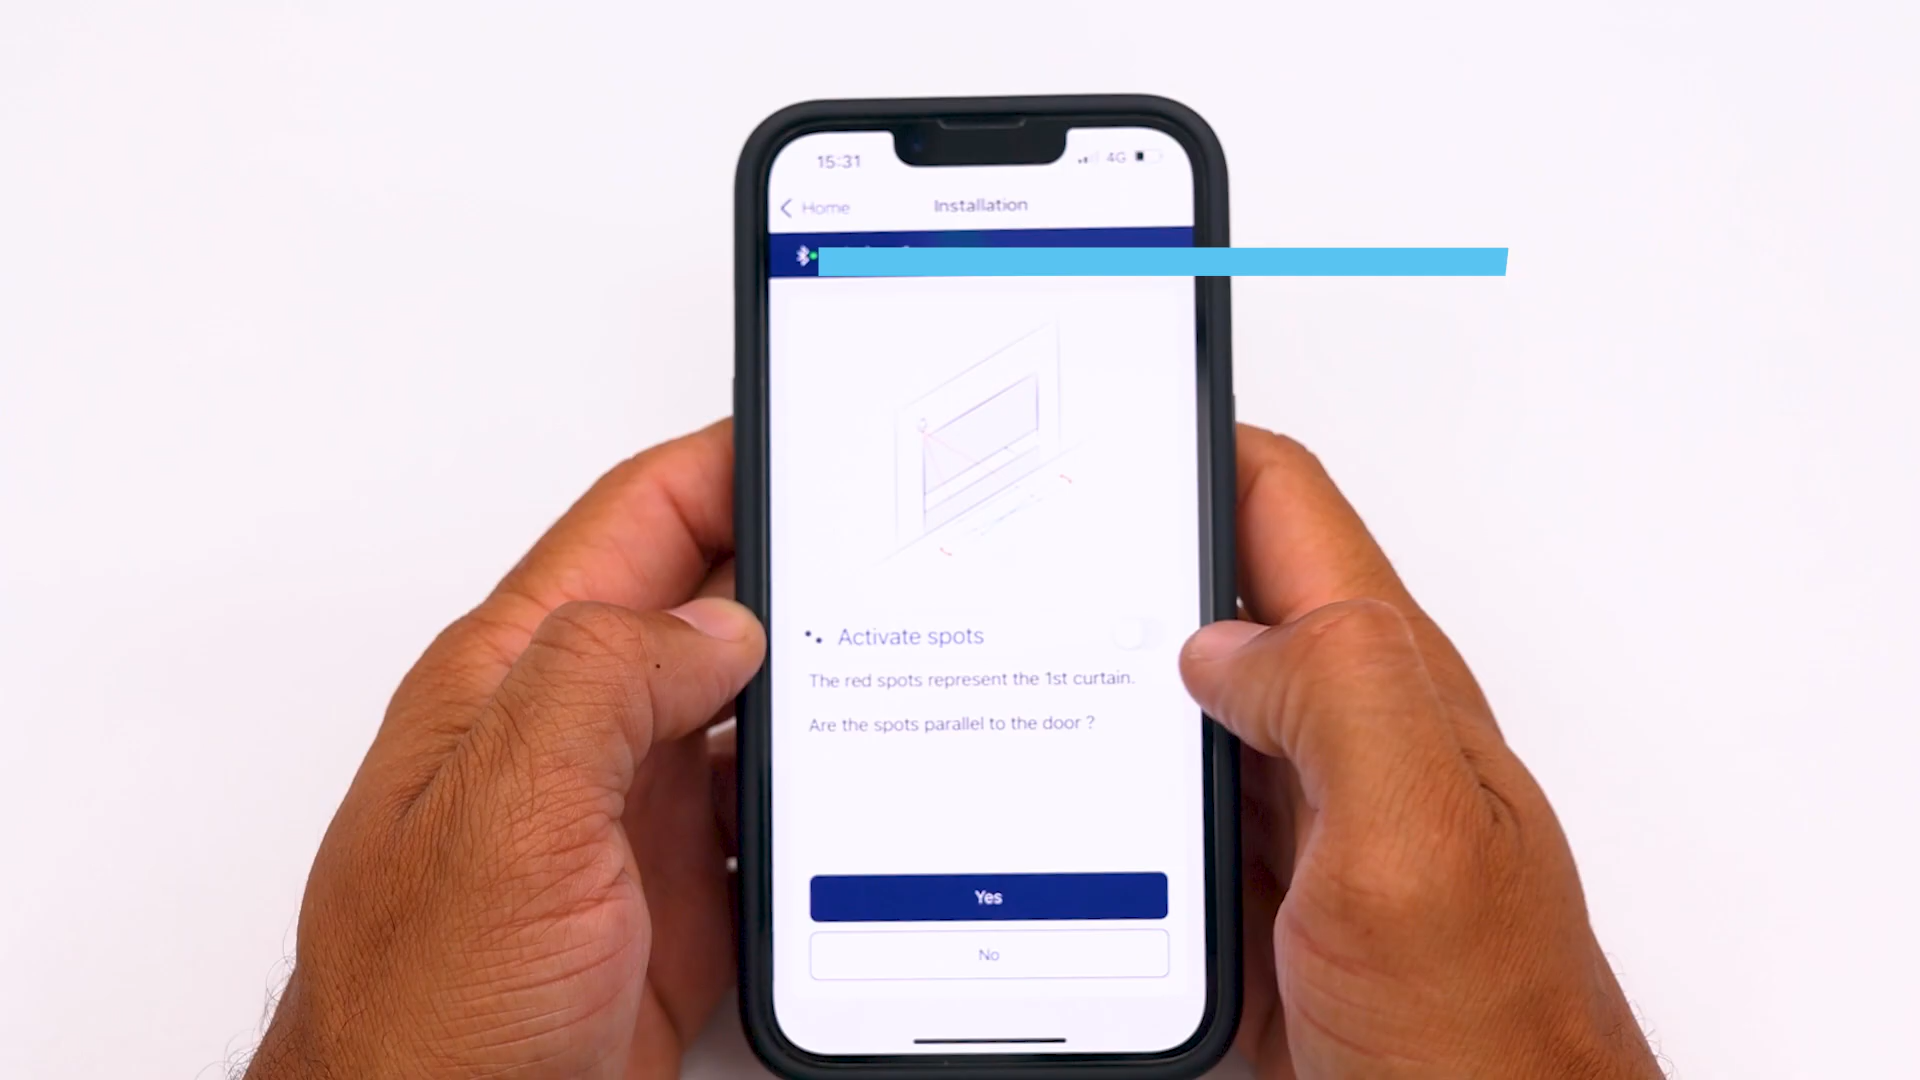 15:31
4G
Home
Installation
Activate spots
The red spots represent the 1st curtain.
Are the spots parallel to the door ?
Yes
No